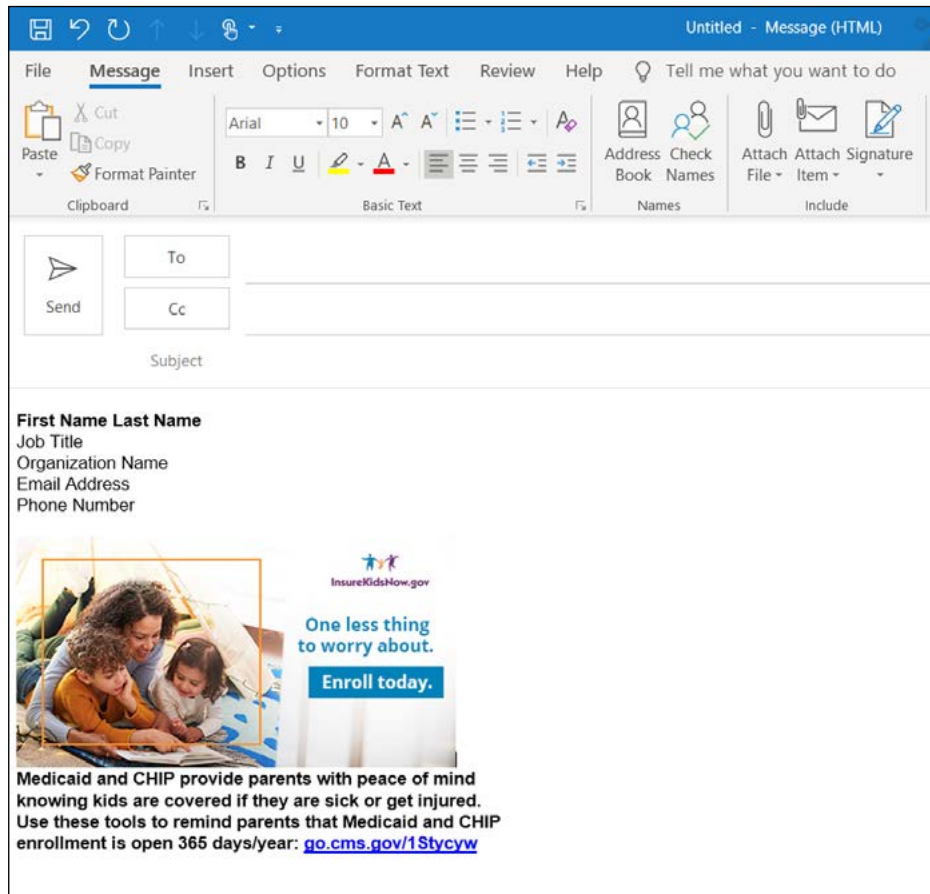 Untitled - Message (HTML)
File Message Insert Options Format Text Review Help Tell me what you want to do
Paste
Cut
Copy
Format Painter
Clipboard
Arial 10
B I U A
Basic Text
Address Book
Check Names
Names
Attach File
Attach Item
Signature
Include
Send
To
Cc
Subject
First Name Last Name
Job Title
Organization Name
Email Address
Phone Number
InsureKidsNow.gov
One less thing
to worry about.
Enroll today.
Medicaid and CHIP provide parents with peace of mind
knowing kids are covered if they are sick or get injured.
Use these tools to remind parents that Medicaid and CHIP
enrollment is open 365 days/year: go.cms.gov/1Stycyw